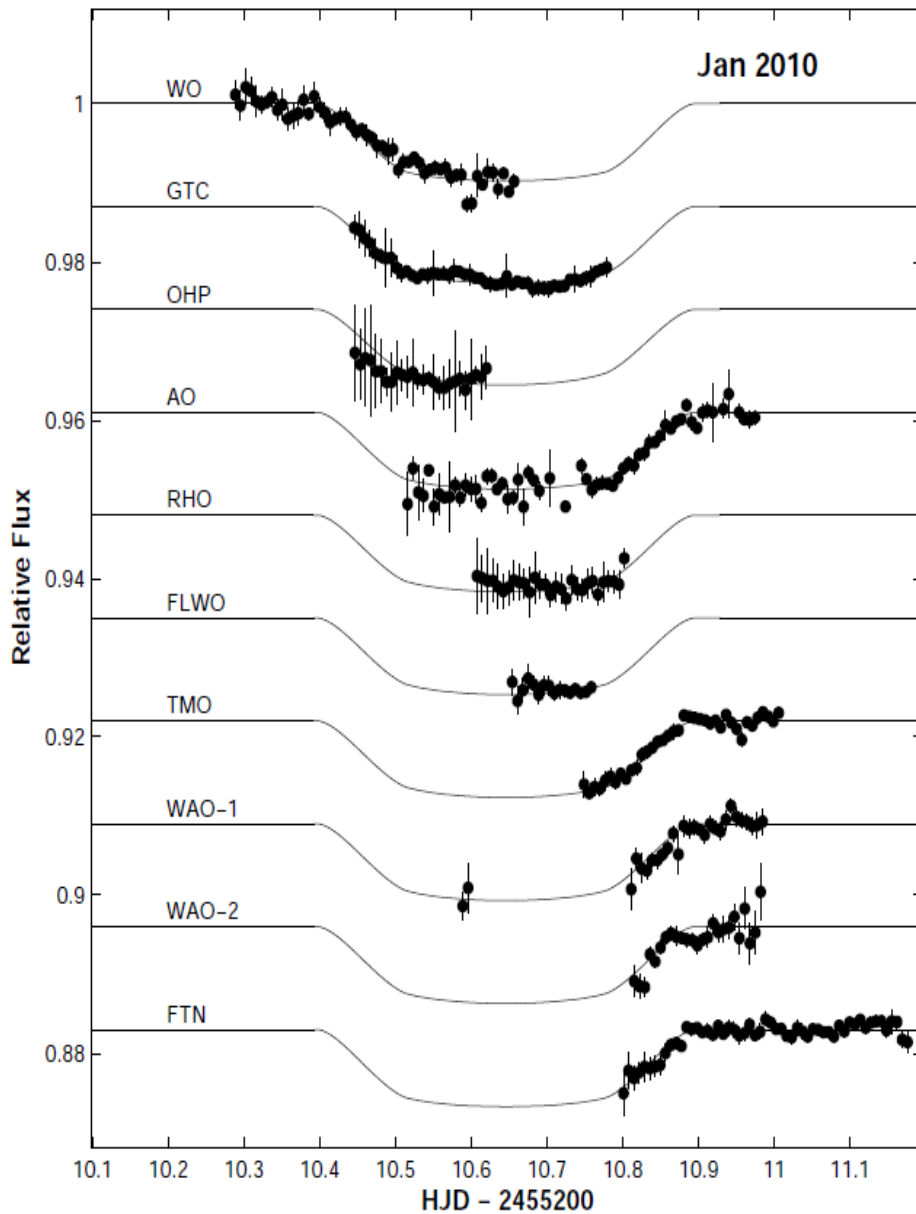 Jan 2010
WO
1
GTC
0.98
OHP
AO
0.96
RHO
0.94
FLWO
TMO
0.92
WAO-1
0.9
WAO-2
FTN
0.88
Relative Flux
10.1 10.2 10.3 10.4 10.5 10.6 10.7 10.8 10.9 11 11.1
HJD - 2455200